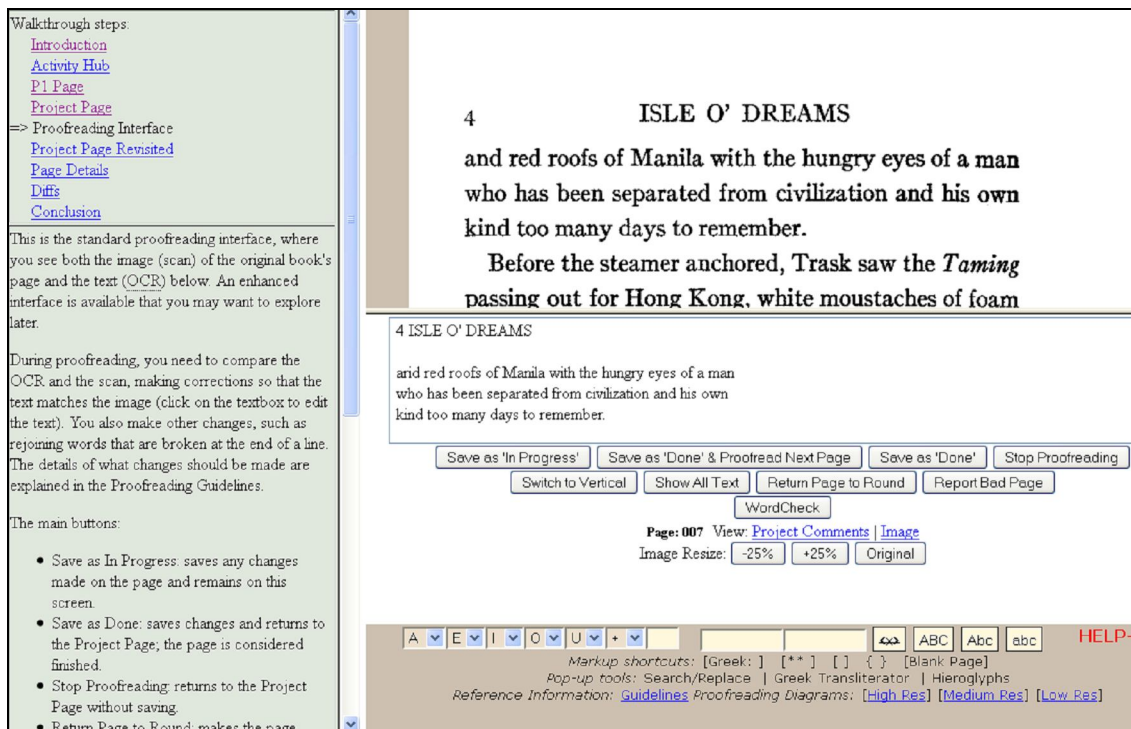 Walkthrough steps:
Introduction
Activity Hub
P1 Page
Project Page
=> Proofreading Interface
Project Page Revisited
Page Details
Diffs
Conclusion
This is the standard proofreading interface, where
you see both the image (scan) of the original book's
page and the text (OCR) below. An enhanced
interface is available that you may want to explore
later.
During proofreading, you need to compare the
OCR and the scan, making corrections so that the
text matches the image (click on the textbox to edit
the text). You also make other changes, such as
rejoining words that are broken at the end of a line.
The details of what changes should be made are
explained in the Proofreading Guidelines.
The main buttons:
• Save as In Progress: saves any changes
made on the page and remains on this
screen.
• Save as Done: saves changes and returns to
the Project Page; the page is considered
finished.
• Stop Proofreading: returns to the Project
Page without saving.
• Return Page to Round: makes the page
4 ISLE O' DREAMS
and red roofs of Manila with the hungry eyes of a man
who has been separated from civilization and his own
kind too many days to remember.
Before the steamer anchored, Trask saw the Taming
passing out for Hong Kong, white moustaches of foam
4 ISLE O' DREAMS
arid red roofs of Manila with the hungry eyes of a man
who has been separated from civilization and his own
kind too many days to remember.
Save as 'In Progress' Save as 'Done' & Proofread Next Page Save as 'Done' Stop Proofreading
Switch to Vertical Show All Text Return Page to Round Report Bad Page
WordCheck
Page: 007 View: Project Comments | Image
Image Resize: -25% +25% Original
A E I O U + ABC Abc abc HELP-
Markup shortcuts: [Greek: ] [** ] [ ] { } [Blank Page]
Pop-up tools: Search/Replace | Greek Transliterator | Hieroglyphs
Reference Information: Guidelines Proofreading Diagrams: [High Res] [Medium Res] [Low Res]